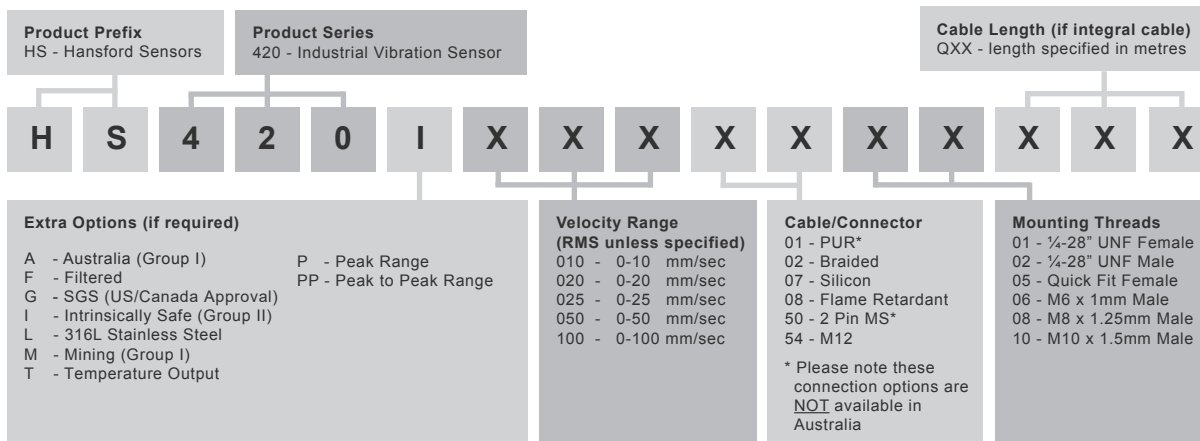 Product Prefix
HS - Hansford Sensors
Product Series
420 - Industrial Vibration Sensor
Cable Length (if integral cable)
QXX - length specified in metres
H S 4 2 0 I X X X X X X X X X X
Extra Options (if required)
A - Australia (Group I)
F - Filtered
G - SGS (US/Canada Approval)
I - Intrinsically Safe (Group II)
L - 316L Stainless Steel
M - Mining (Group I)
T - Temperature Output
P - Peak Range
PP - Peak to Peak Range
Velocity Range
(RMS unless specified)
010 - 0-10 mm/sec
020 - 0-20 mm/sec
025 - 0-25 mm/sec
050 - 0-50 mm/sec
100 - 0-100 mm/sec
Cable/Connector
01 - PUR*
02 - Braided
07 - Silicon
08 - Flame Retardant
50 - 2 Pin MS*
54 - M12
* Please note these
connection options are
NOT available in
Australia
Mounting Threads
01 - ¼-28” UNF Female
02 - ¼-28” UNF Male
05 - Quick Fit Female
06 - M6 x 1mm Male
08 - M8 x 1.25mm Male
10 - M10 x 1.5mm Male